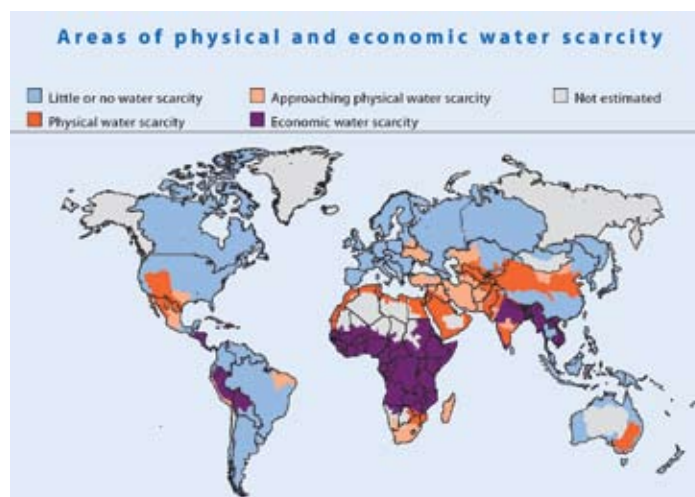 Areas of physical and economic water scarcity
Little or no water scarcity
Approaching physical water scarcity
Not estimated
Physical water scarcity
Economic water scarcity